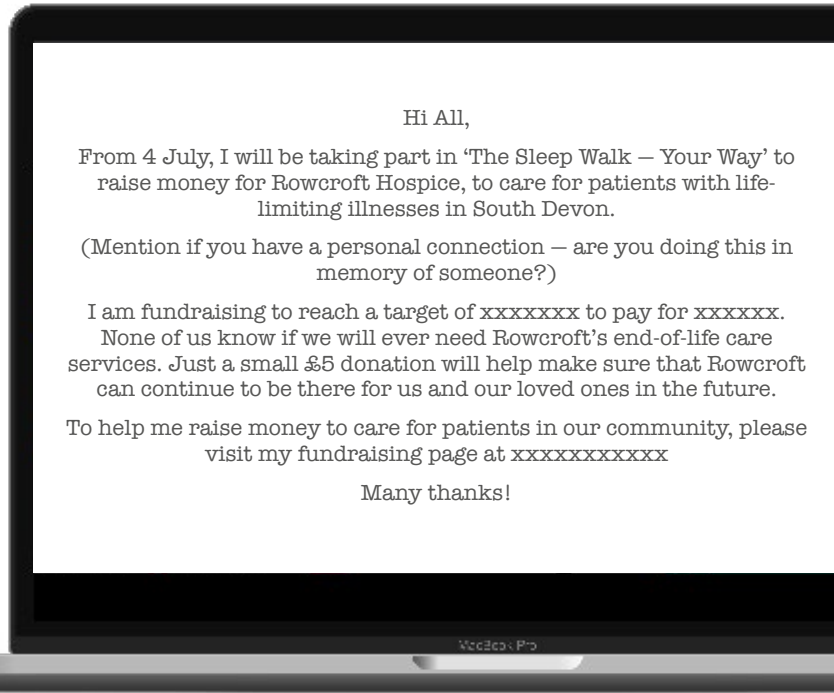 Hi All,
From 4 July, I will be taking part in ‘The Sleep Walk – Your Way’ to
raise money for Rowcroft Hospice, to care for patients with life-
limiting illnesses in South Devon.
(Mention if you have a personal connection – are you doing this in
memory of someone?)
I am fundraising to reach a target of xxxxxxx to pay for xxxxxx.
None of us know if we will ever need Rowcroft’s end-of-life care
services. Just a small £5 donation will help make sure that Rowcroft
can continue to be there for us and our loved ones in the future.
To help me raise money to care for patients in our community, please
visit my fundraising page at xxxxxxxxxxx
Many thanks!
MacBook Pro